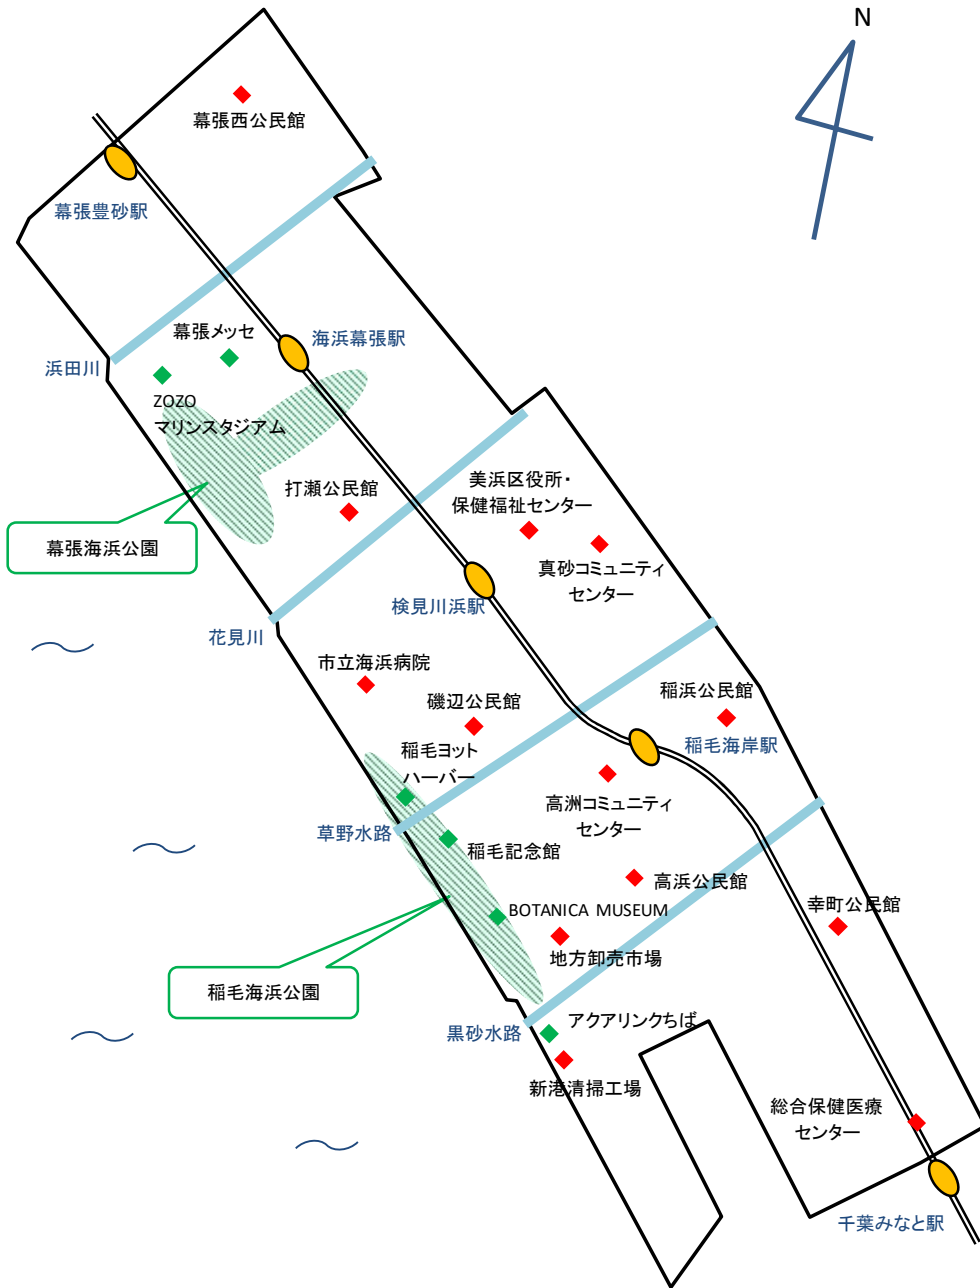 N
幕張西公民館
幕張豊砂駅
幕張メッセ
海浜幕張駅
浜田川
ZOZO
マリンスタジアム
美浜区役所・
保健福祉センター
打瀬公民館
幕張海浜公園
真砂コミュニティ
センター
検見川浜駅
花見川
市立海浜病院
稲浜公民館
磯辺公民館
稲毛海岸駅
稲毛ヨット
ハーバー
高洲コミュニティ
センター
草野水路
稲毛記念館
高浜公民館
幸町公民館
BOTANICA MUSEUM
地方卸売市場
稲毛海浜公園
アクアリンクちば
黒砂水路
新港清掃工場
総合保健医療
センター
千葉みなと駅